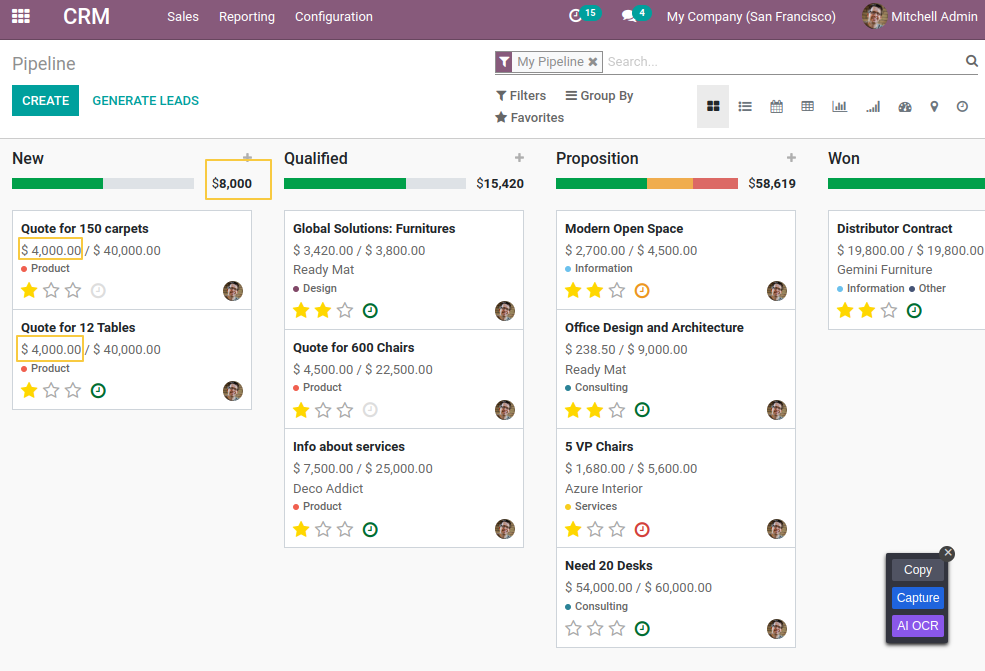 CRM Sales Reporting Configuration 15 4 My Company (San Francisco) Mitchell Admin
Pipeline
My Pipeline ✖ Search...
CREATE GENERATE LEADS
Filters Group By
Favorites
New +
$8,000
Quote for 150 carpets
$ 4,000.00 / $ 40,000.00
Product
Quote for 12 Tables
$ 4,000.00 / $ 40,000.00
Product
Qualified +
$15,420
Global Solutions: Furnitures
$ 3,420.00 / $ 3,800.00
Ready Mat
Design
Quote for 600 Chairs
$ 4,500.00 / $ 22,500.00
Product
Info about services
$ 7,500.00 / $ 25,000.00
Deco Addict
Product
Proposition +
$58,619
Modern Open Space
$ 2,700.00 / $ 4,500.00
Information
Office Design and Architecture
$ 238.50 / $ 9,000.00
Ready Mat
Consulting
5 VP Chairs
$ 1,680.00 / $ 5,600.00
Azure Interior
Services
Need 20 Desks
$ 54,000.00 / $ 60,000.00
Consulting
Won
Distributor Contract
$ 19,800.00 / $ 19,800.00
Gemini Furniture
Information Other
Copy
Capture
AI OCR